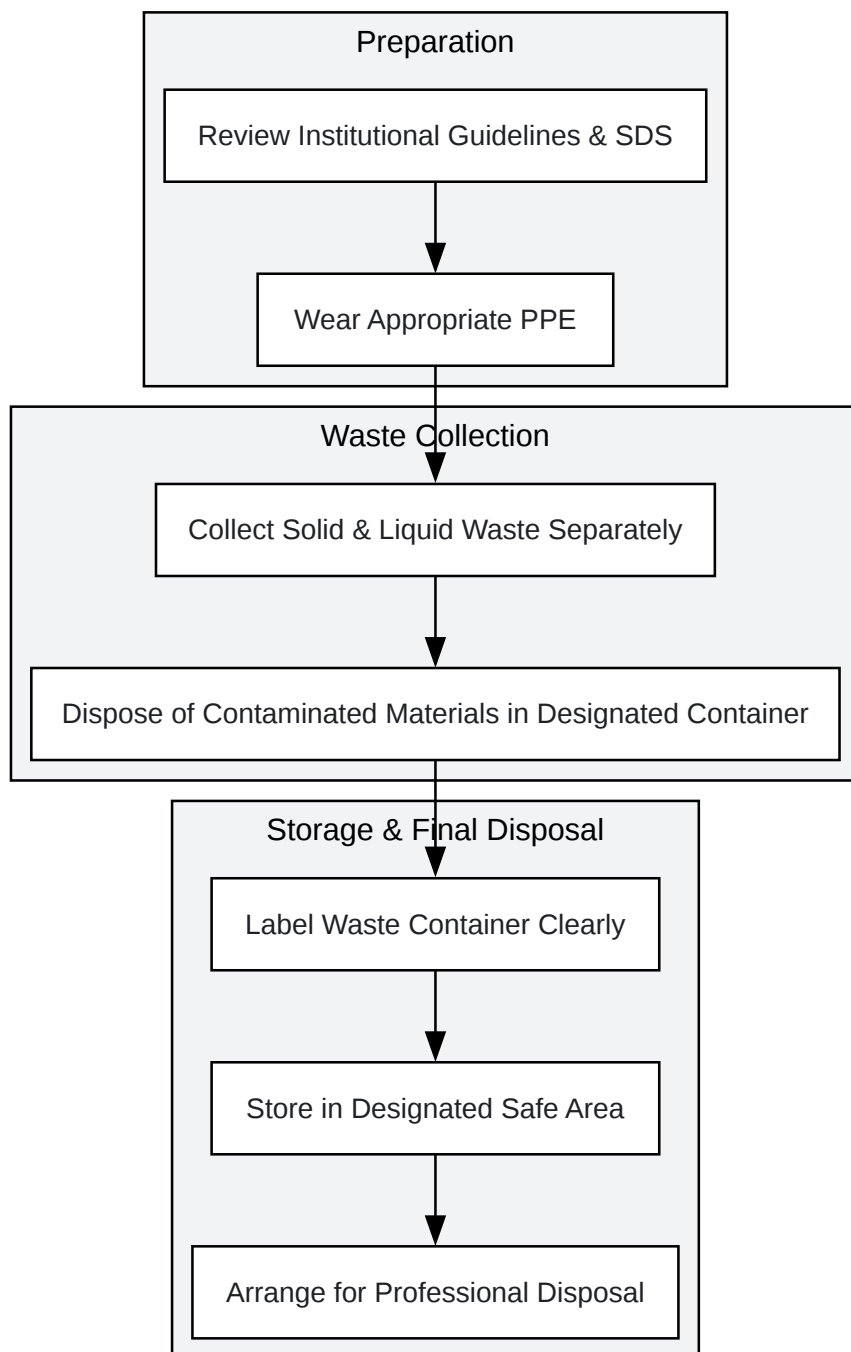 Preparation
Review Institutional Guidelines & SDS
Wear Appropriate PPE
Waste Collection
Collect Solid & Liquid Waste Separately
Dispose of Contaminated Materials in Designated Container
Storage & Final Disposal
Label Waste Container Clearly
Store in Designated Safe Area
Arrange for Professional Disposal